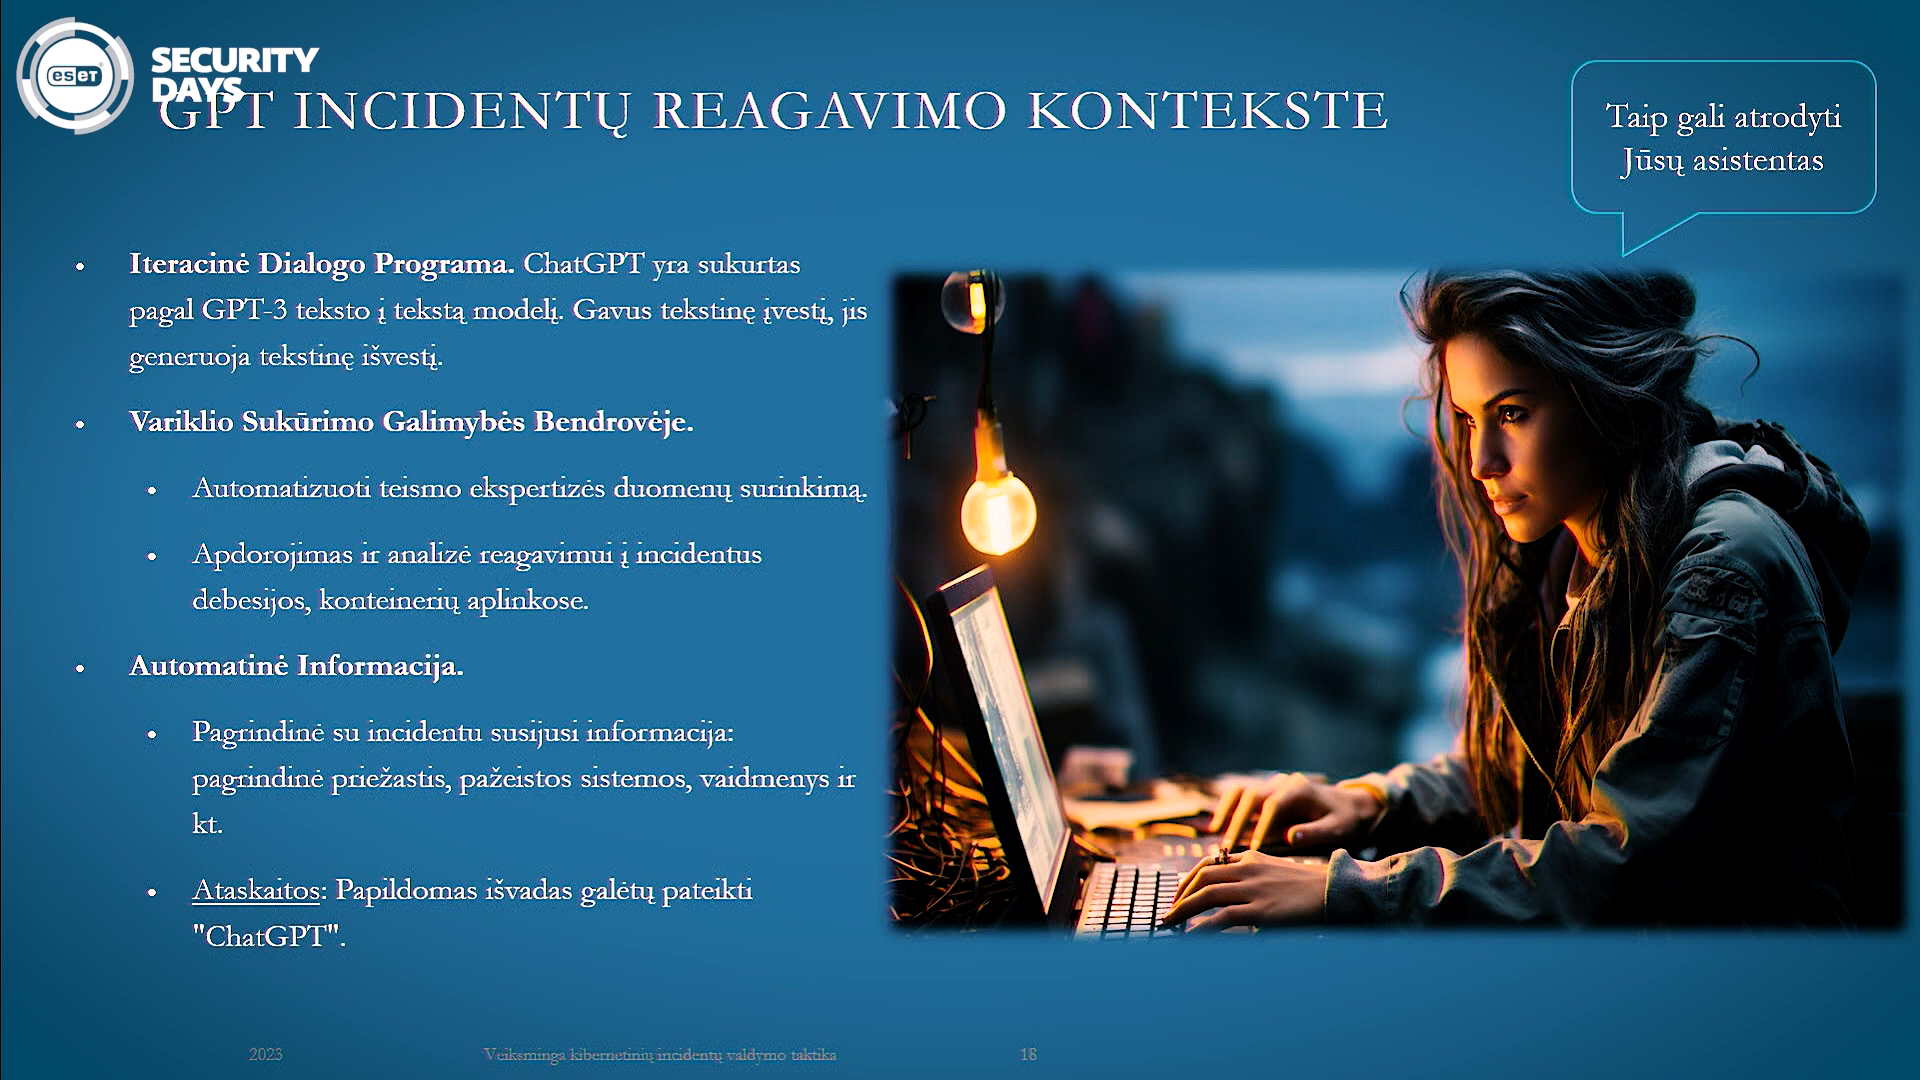 eset
SECURITY
DAYS
GPT INCIDENTŲ REAGAVIMO KONTEKSTE
Taip gali atrodyti
Jūsų asistentas
• Iteracinė Dialogo Programa. ChatGPT yra sukurtas
pagal GPT-3 teksto į tekstą modelį. Gavus tekstinę įvestį, jis
generuoja tekstinę išvestį.
• Variklio Sukūrimo Galimybės Bendrovėje.
• Automatizuoti teismo ekspertizės duomenų surinkimą.
• Apdorojimas ir analizė reagavimui į incidentus
debesijos, konteinerių aplinkose.
• Automatinė Informacija.
• Pagrindinė su incidentu susijusi informacija:
pagrindinė priežastis, pažeistos sistemos, vaidmenys ir
kt.
• Ataskaitos: Papildomas išvadas galėtų pateikti
"ChatGPT".
2023
Veiksminga kibernetinių incidentų valdymo taktika
18